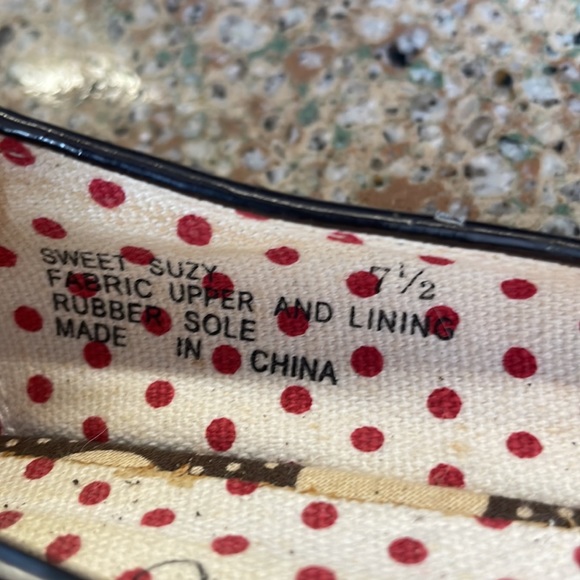 SWEET SUZY 7½
FABRIC UPPER AND LINING
RUBBER SOLE
MADE IN CHINA